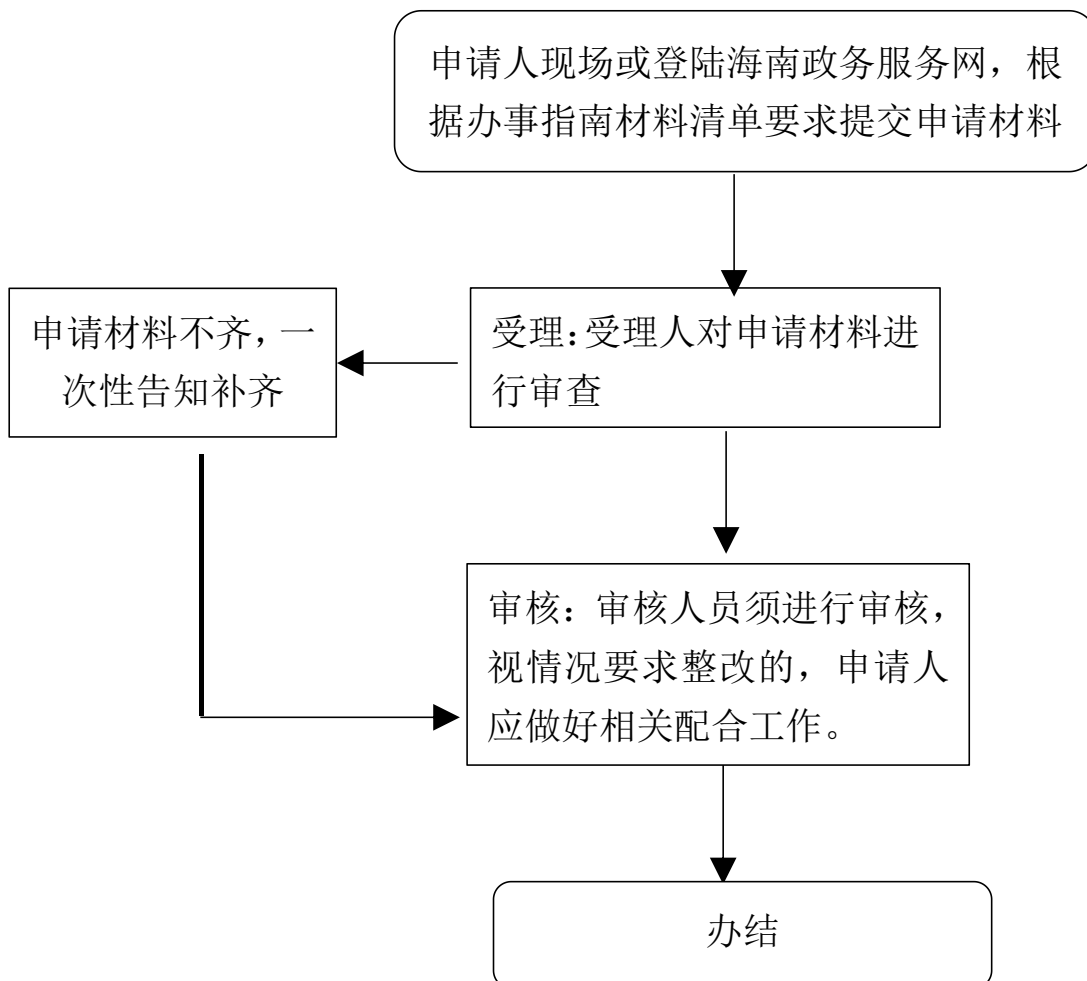 申请人现场或登陆海南政务服务网，根
据办事指南材料清单要求提交申请材料
申请材料不齐，一
次性告知补齐
受理：受理人对申请材料进
行审查
审核：审核人员须进行审核，
视情况要求整改的，申请人
应做好相关配合工作。
办结